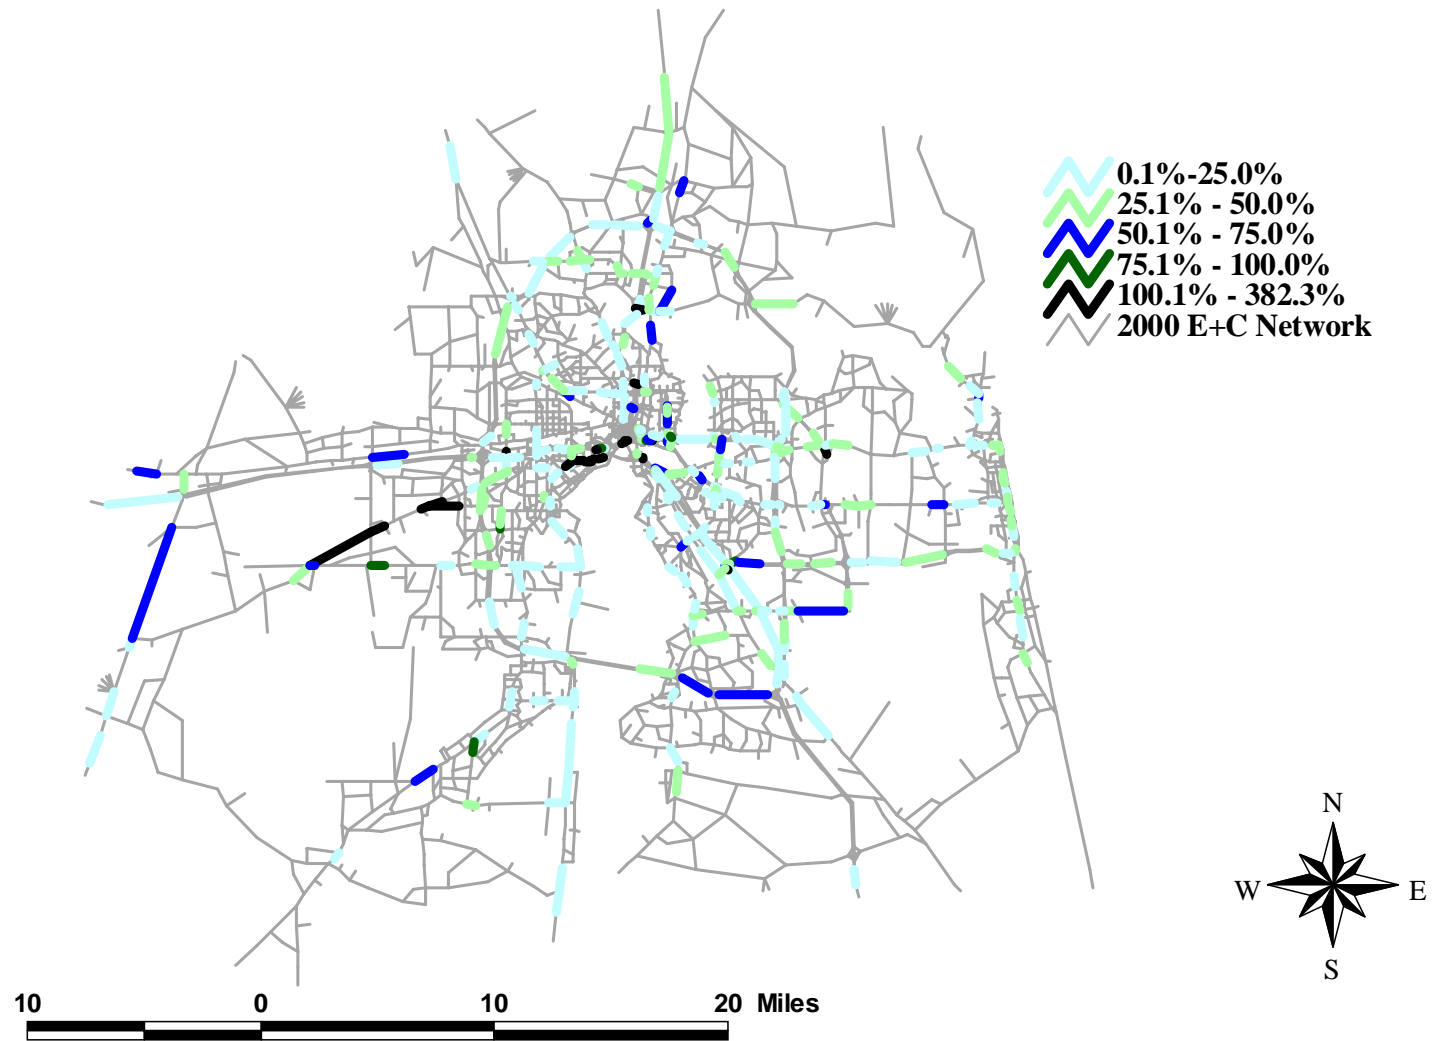 0.1%-25.0%
25.1% - 50.0%
50.1% - 75.0%
75.1% - 100.0%
100.1% - 382.3%
2000 E+C Network
N
W E
S
10 0 10 20 Miles